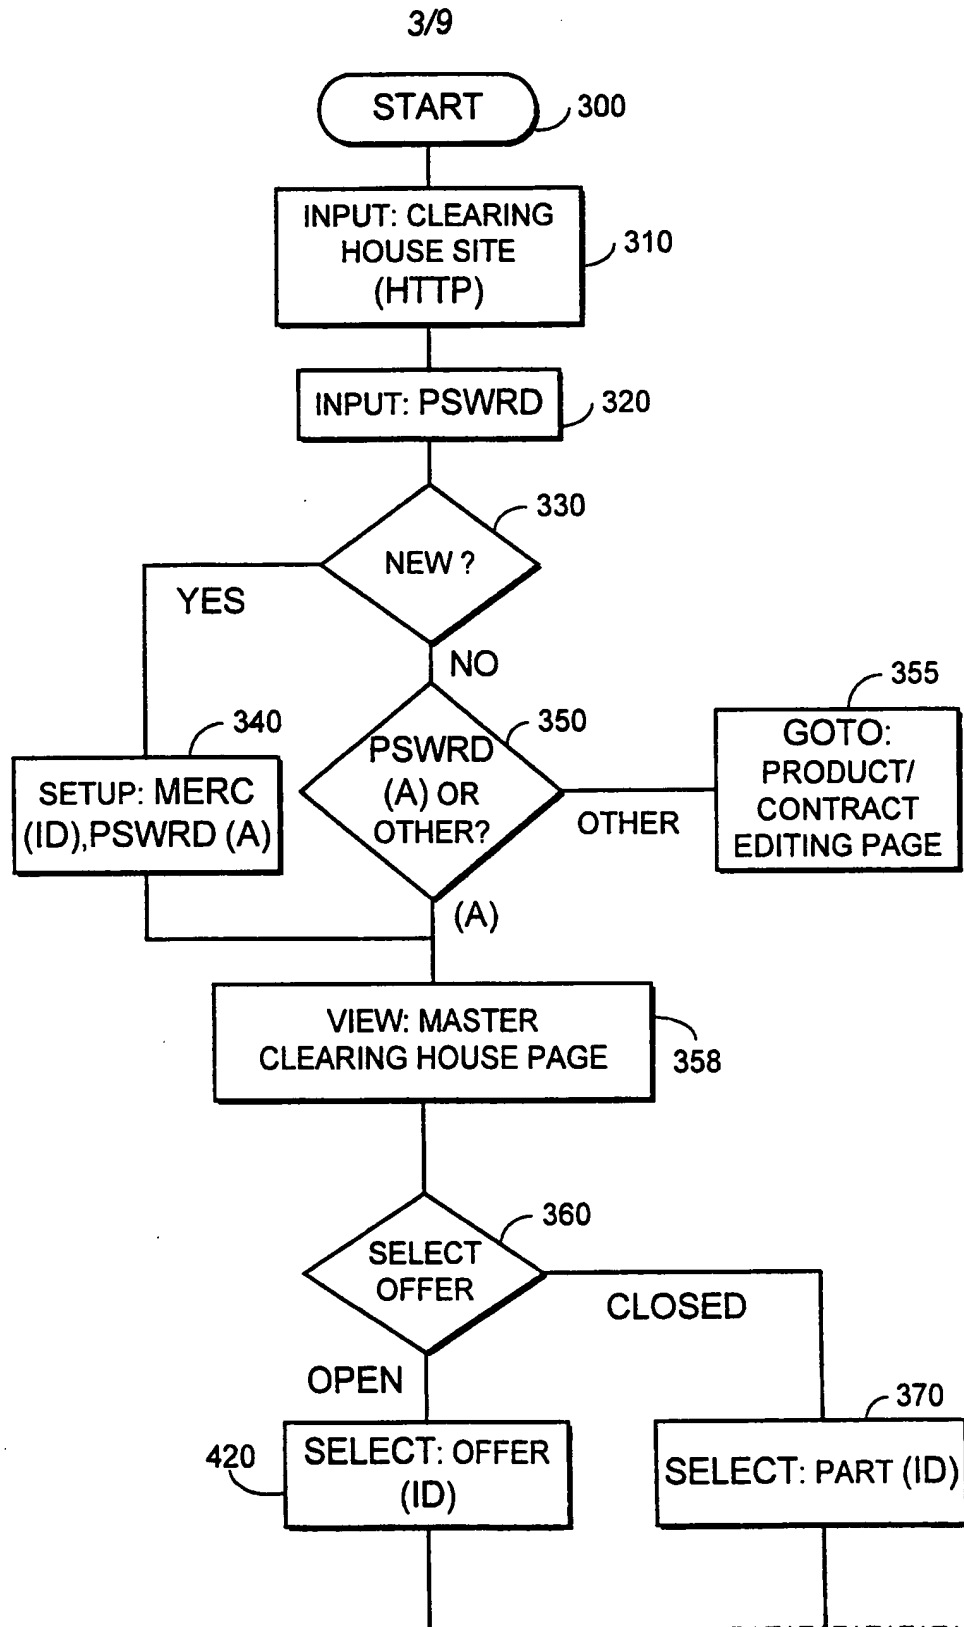 3/9
START
300
INPUT: CLEARING
HOUSE SITE
(HTTP)
310
INPUT: PSWRD
320
330
NEW ?
YES
NO
340
SETUP: MERC
(ID),PSWRD (A)
350
PSWRD
(A) OR
OTHER?
OTHER
355
GOTO:
PRODUCT/
CONTRACT
EDITING PAGE
(A)
VIEW: MASTER
CLEARING HOUSE PAGE
358
360
SELECT
OFFER
CLOSED
OPEN
420
SELECT: OFFER
(ID)
370
SELECT: PART (ID)